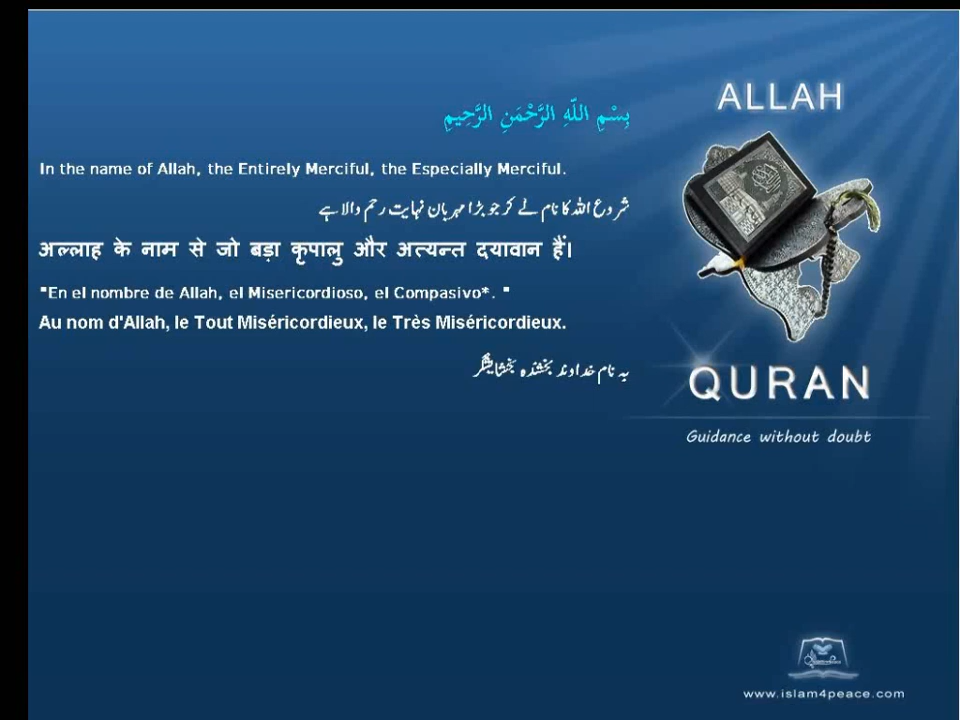 بِسْمِ اللّهِ الرَّحْمَنِ الرَّحِيمِ
In the name of Allah, the Entirely Merciful, the Especially Merciful.
شروع اللہ کا نام لے کر جو بڑا مہربان نہایت رحم والا ہے
अल्लाह के नाम से जो बड़ा कृपालु और अत्यन्त दयावान हैं।
"En el nombre de Allah, el Misericordioso, el Compasivo*. "
Au nom d'Allah, le Tout Miséricordieux, le Très Miséricordieux.
به نام خداوند بخشنده بخشایشگر
ALLAH
QURAN
Guidance without doubt
www.islam4peace.com